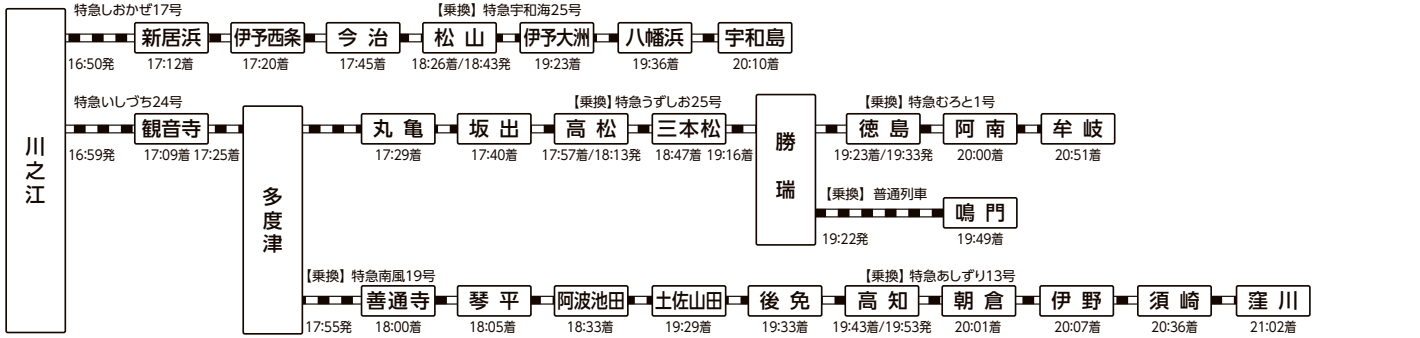 特急しおかぜ17号 【乗換】特急宇和海25号
川之江
新居浜 伊予西条 今治 松山 伊予大洲 八幡浜 宇和島
16:50発 17:12着 17:20着 17:45着 18:26着/18:43発 19:23着 19:36着 20:10着
特急いしづち24号 【乗換】特急うずしお25号 【乗換】特急むろと1号
観音寺 多度津 丸亀 坂出 高松 三本松 勝瑞 徳島 阿南 牟岐
16:59発 17:09着 17:25着 17:29着 17:40着 17:57着/18:13発 18:47着 19:16着 19:23着/19:33発 20:00着 20:51着
【乗換】普通列車
鳴門
19:22発 19:49着
【乗換】特急南風19号 【乗換】特急あしずり13号
善通寺 琴平 阿波池田 土佐山田 後免 高知 朝倉 伊野 須崎 窪川
17:55発 18:00着 18:05着 18:33着 19:29着 19:33着 19:43着/19:53発 20:01着 20:07着 20:36着 21:02着